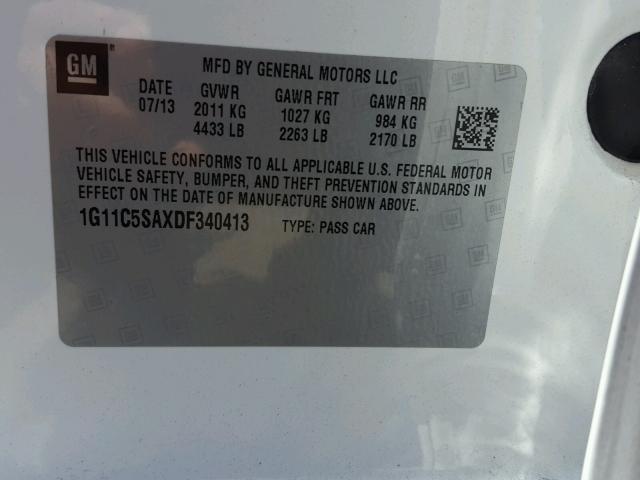 GM
MFD BY GENERAL MOTORS LLC
DATE GVWR GAWR FRT GAWR RR
07/13 2011 KG 1027 KG 984 KG
4433 LB 2263 LB 2170 LB
THIS VEHICLE CONFORMS TO ALL APPLICABLE U.S. FEDERAL MOTOR
VEHICLE SAFETY, BUMPER, AND THEFT PREVENTION STANDARDS IN
EFFECT ON THE DATE OF MANUFACTURE SHOWN ABOVE.
1G11C5SAXDF340413 TYPE: PASS CAR